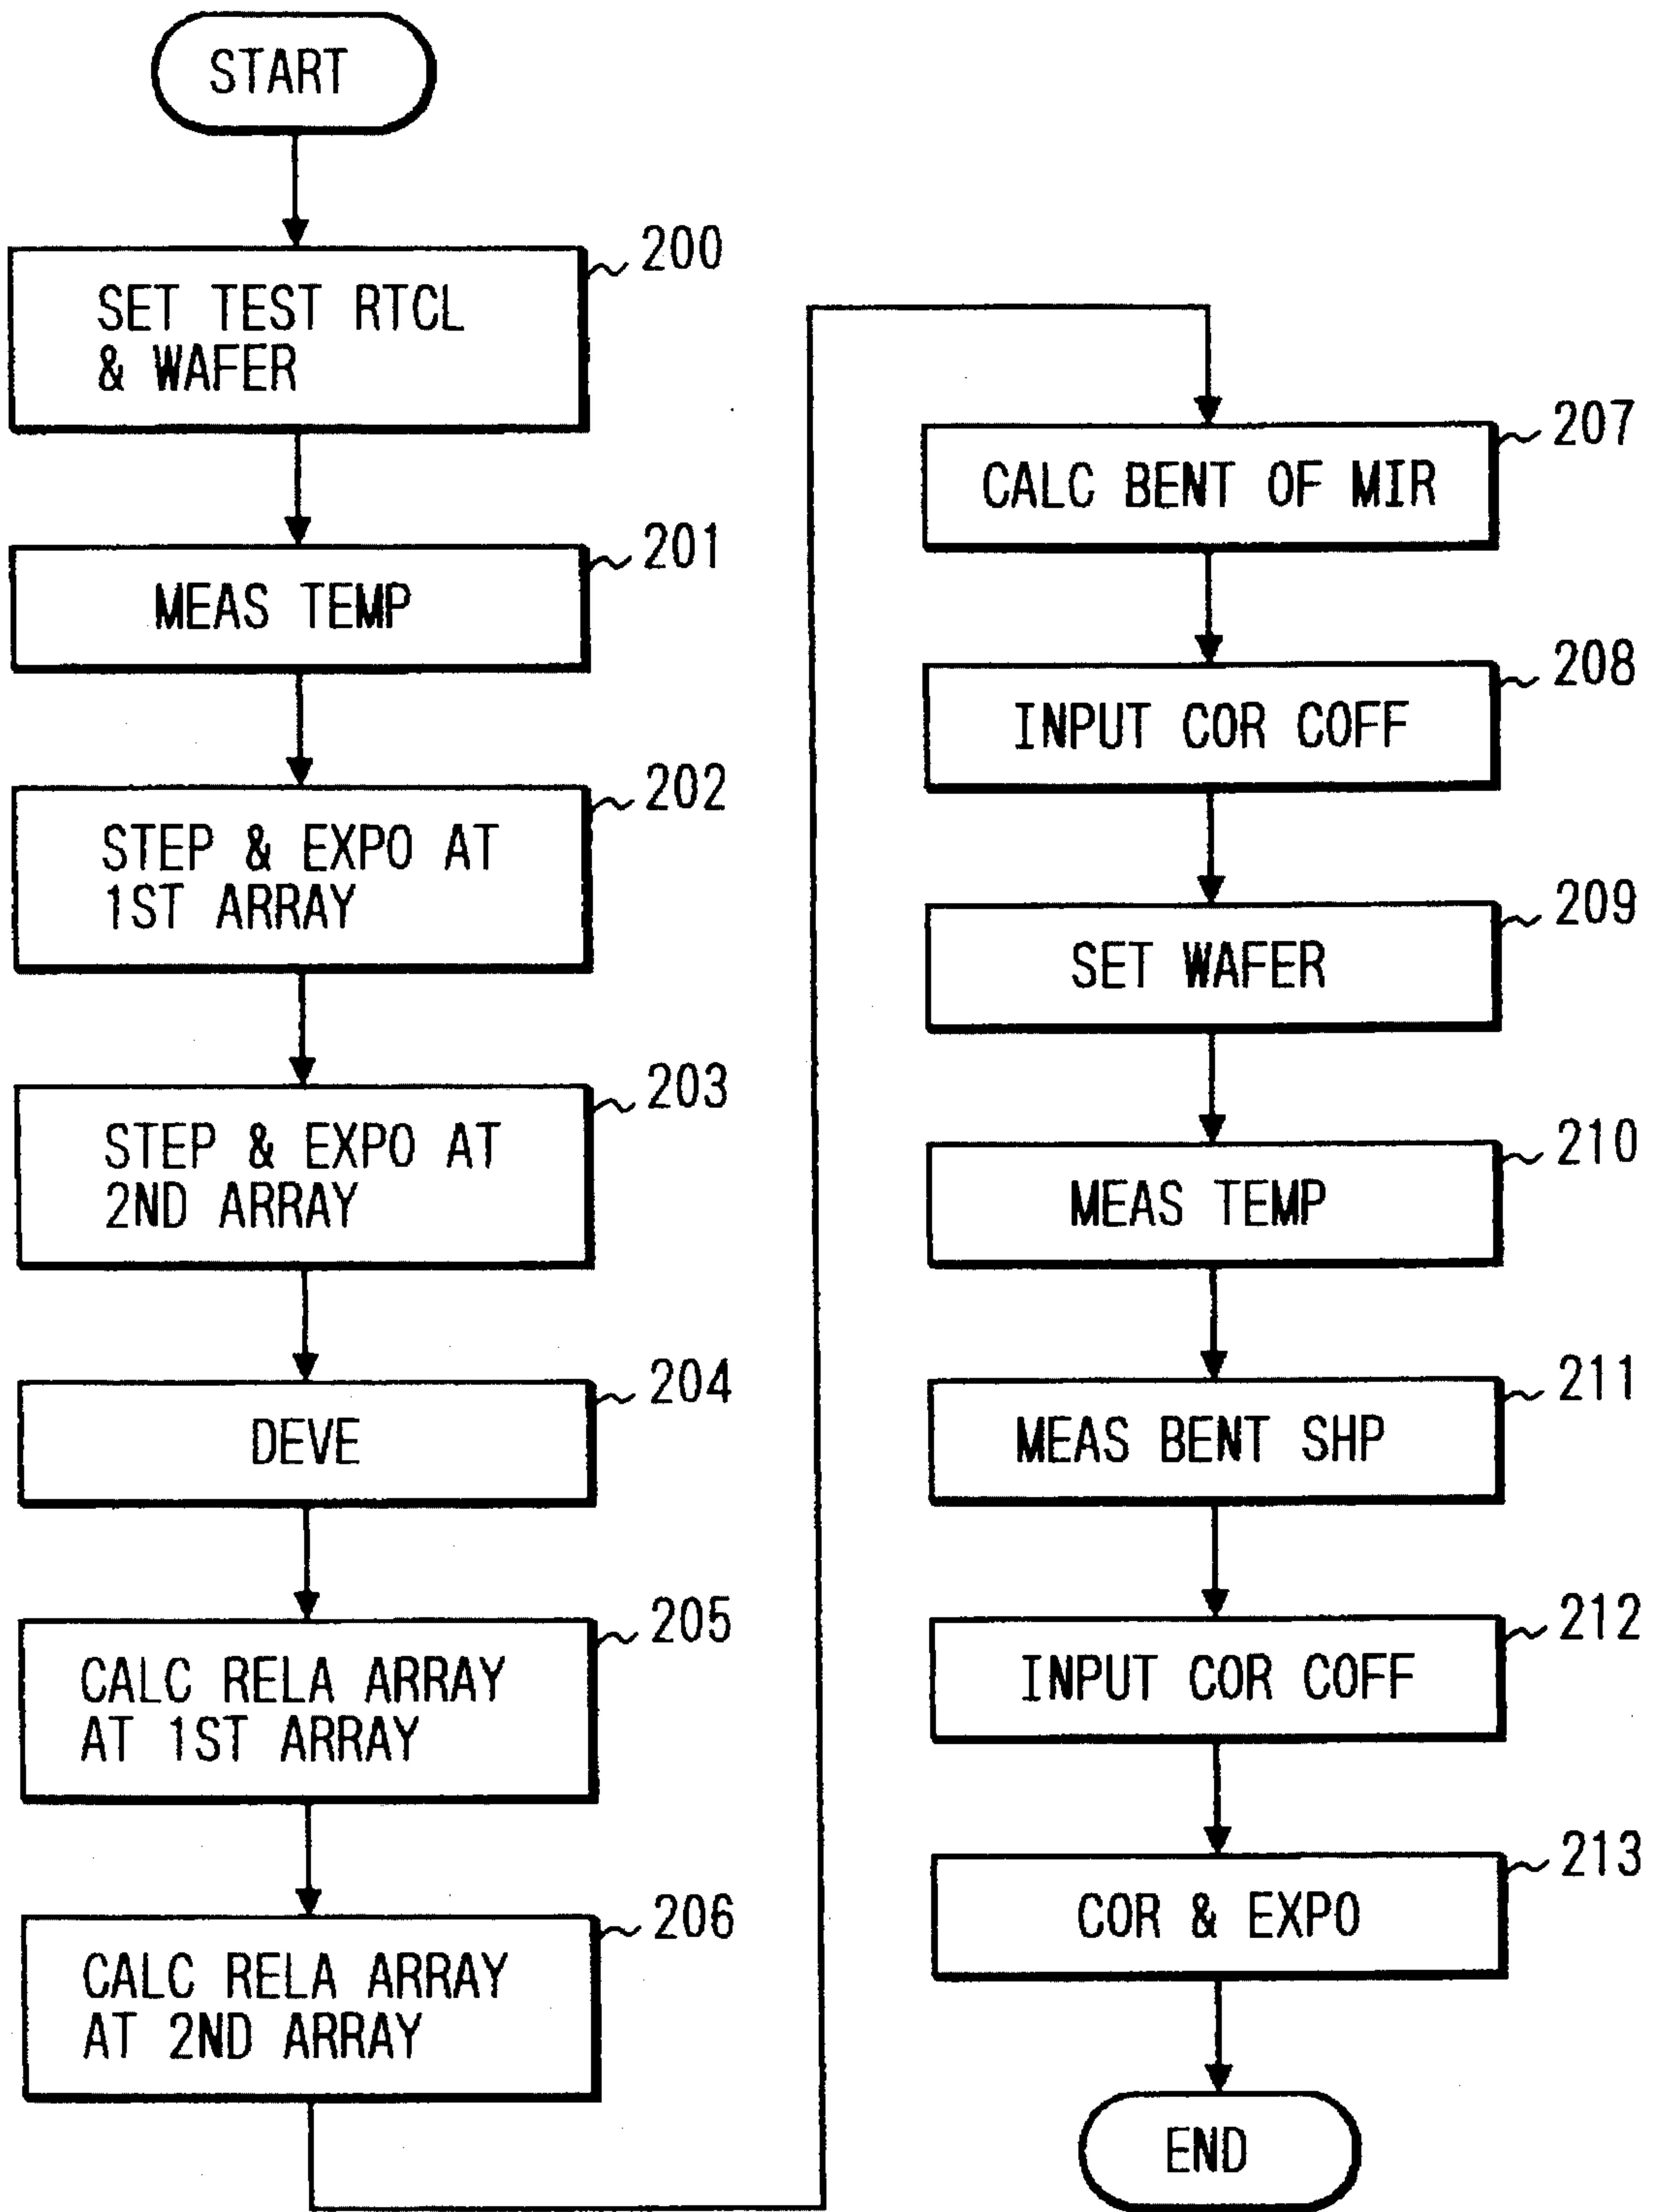 START
200
SET TEST RTCL
& WAFER
201
MEAS TEMP
202
STEP & EXPO AT
1ST ARRAY
203
STEP & EXPO AT
2ND ARRAY
204
DEVE
205
CALC RELA ARRAY
AT 1ST ARRAY
206
CALC RELA ARRAY
AT 2ND ARRAY
207
CALC BENT OF MIR
208
INPUT COR COFF
209
SET WAFER
210
MEAS TEMP
211
MEAS BENT SHP
212
INPUT COR COFF
213
COR & EXPO
END